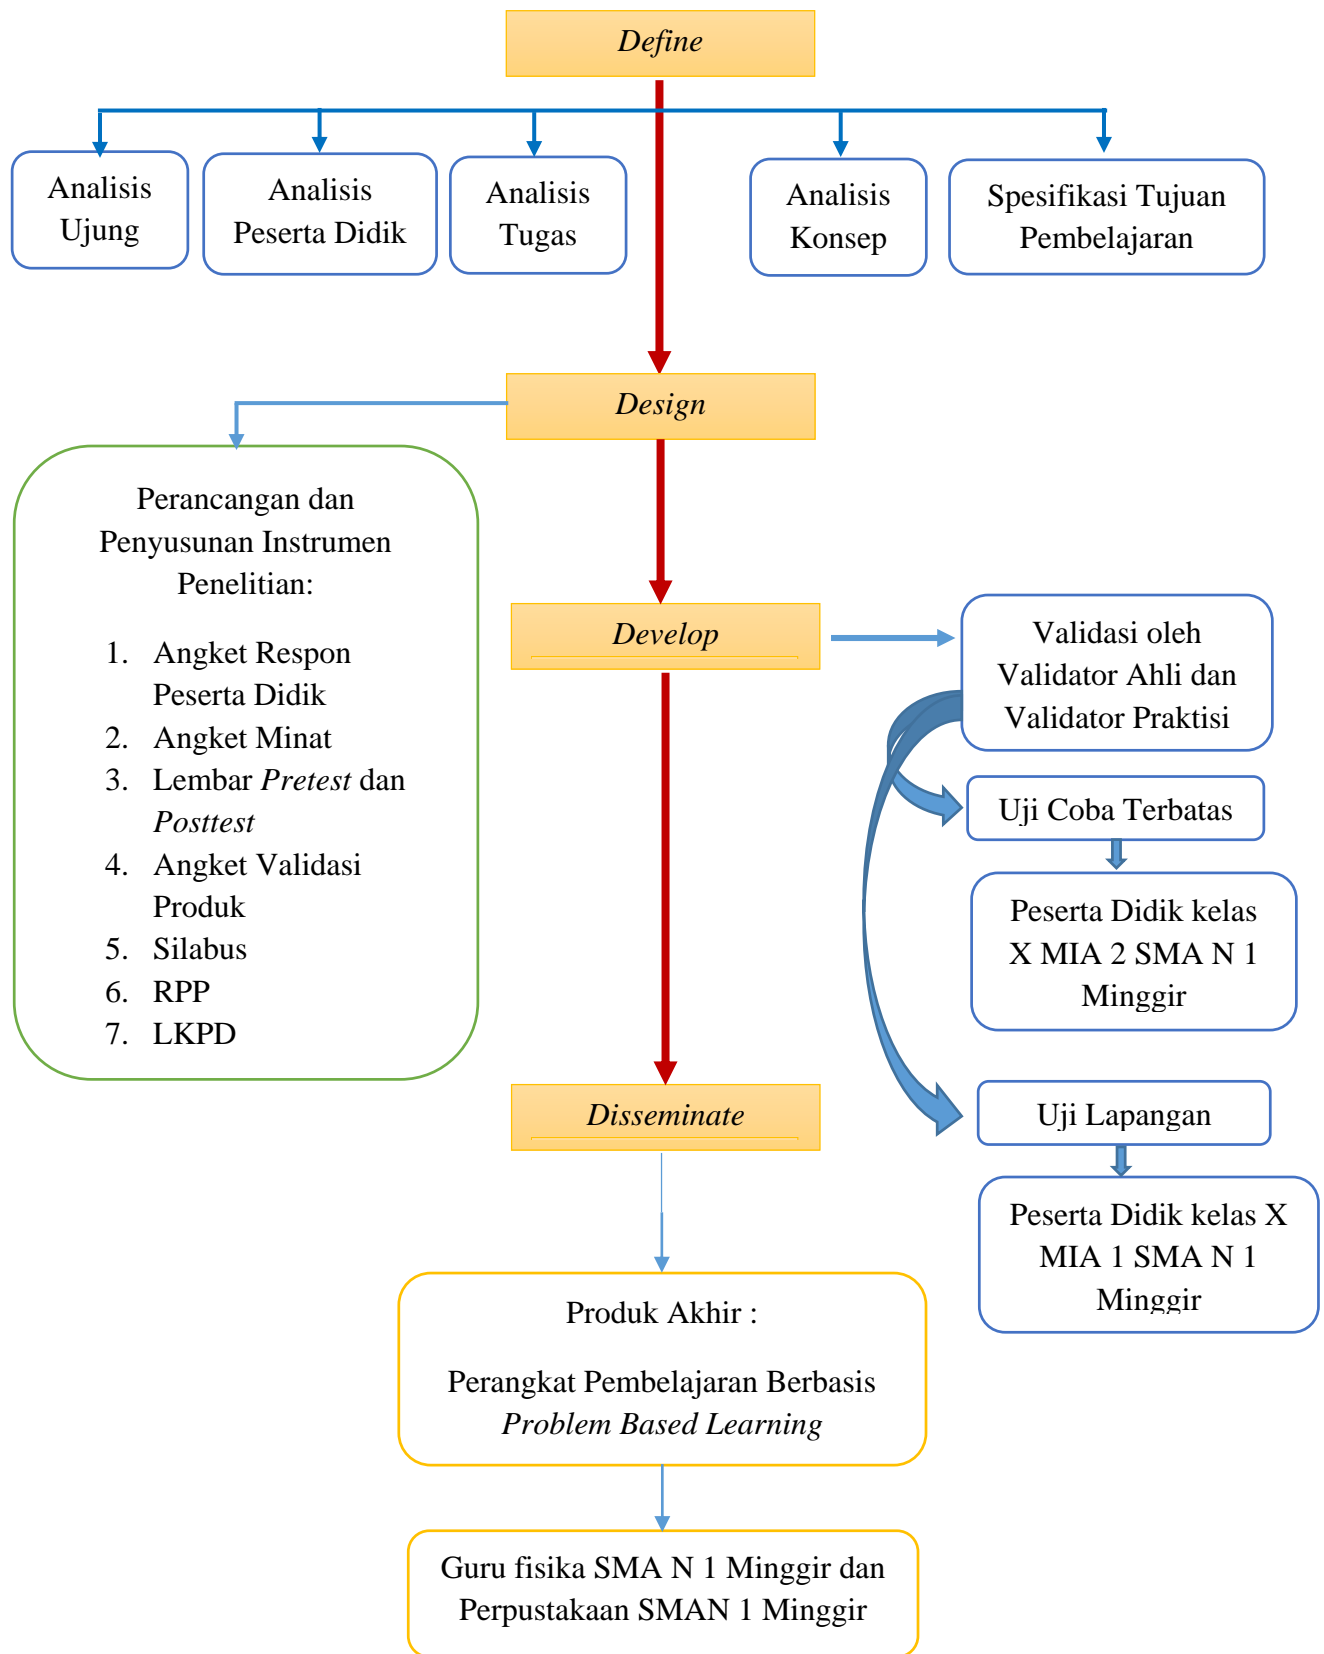 Define
Analisis
Ujung
Analisis
Peserta Didik
Analisis
Tugas
Analisis
Konsep
Spesifikasi Tujuan
Pembelajaran
Design
Perancangan dan
Penyusunan Instrumen
Penelitian:
1. Angket Respon
Peserta Didik
2. Angket Minat
3. Lembar Pretest dan
Posttest
4. Angket Validasi
Produk
5. Silabus
6. RPP
7. LKPD
Develop
Validasi oleh
Validator Ahli dan
Validator Praktisi
Uji Coba Terbatas
Peserta Didik kelas
X MIA 2 SMA N 1
Minggir
Uji Lapangan
Peserta Didik kelas X
MIA 1 SMA N 1
Minggir
Disseminate
Produk Akhir :
Perangkat Pembelajaran Berbasis
Problem Based Learning
Guru fisika SMA N 1 Minggir dan
Perpustakaan SMAN 1 Minggir